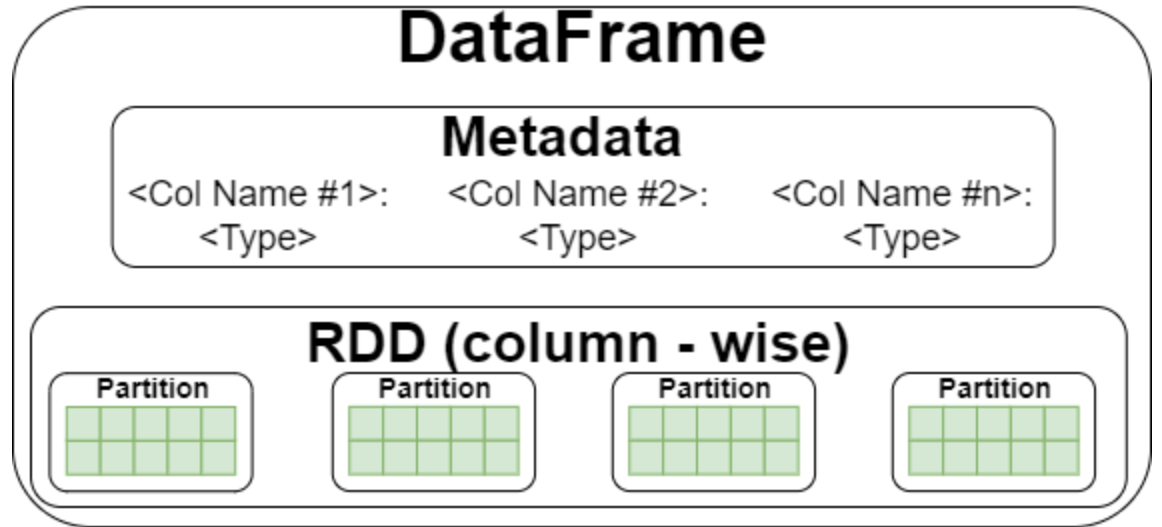 DataFrame
Metadata
<Col Name #1>: <Col Name #2>: <Col Name #n>:
<Type> <Type> <Type>
RDD (column - wise)
Partition Partition Partition Partition